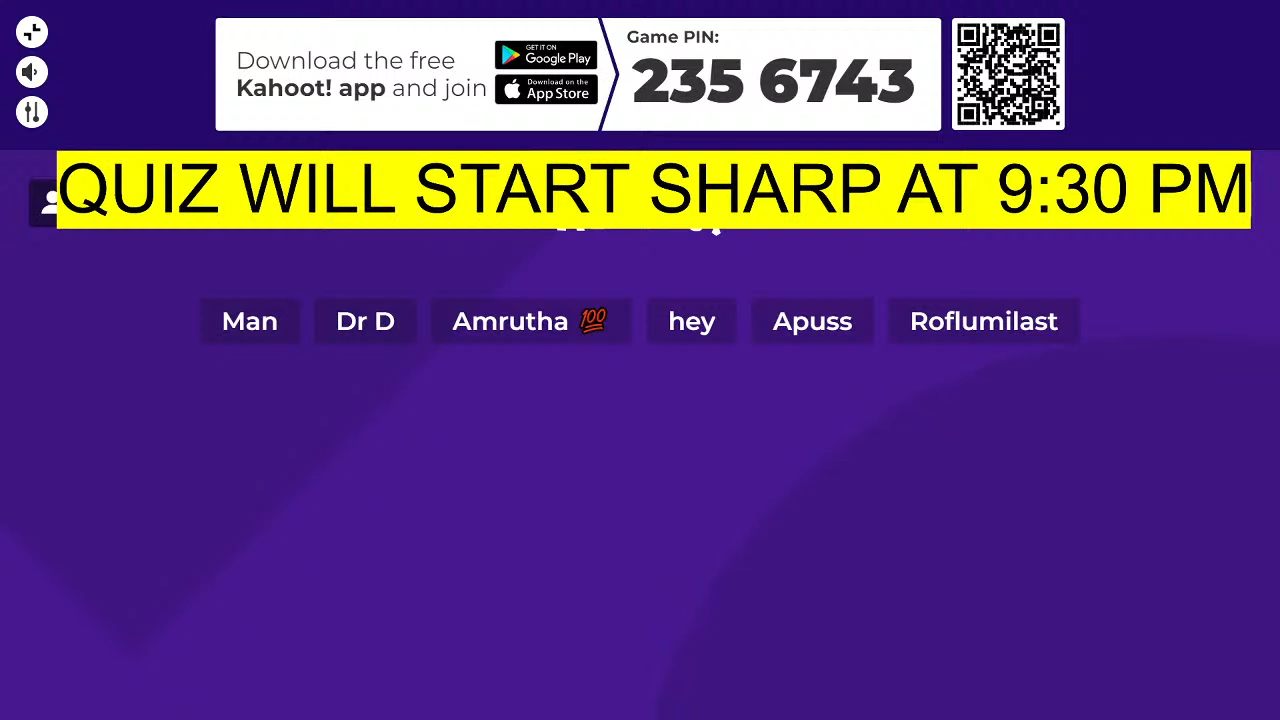 Download the free
Kahoot! app and join
GET IT ON
Google Play
Download on the
App Store
Game PIN:
235 6743
QUIZ WILL START SHARP AT 9:30 PM
Man
Dr D
Amrutha 💯
hey
Apuss
Roflumilast